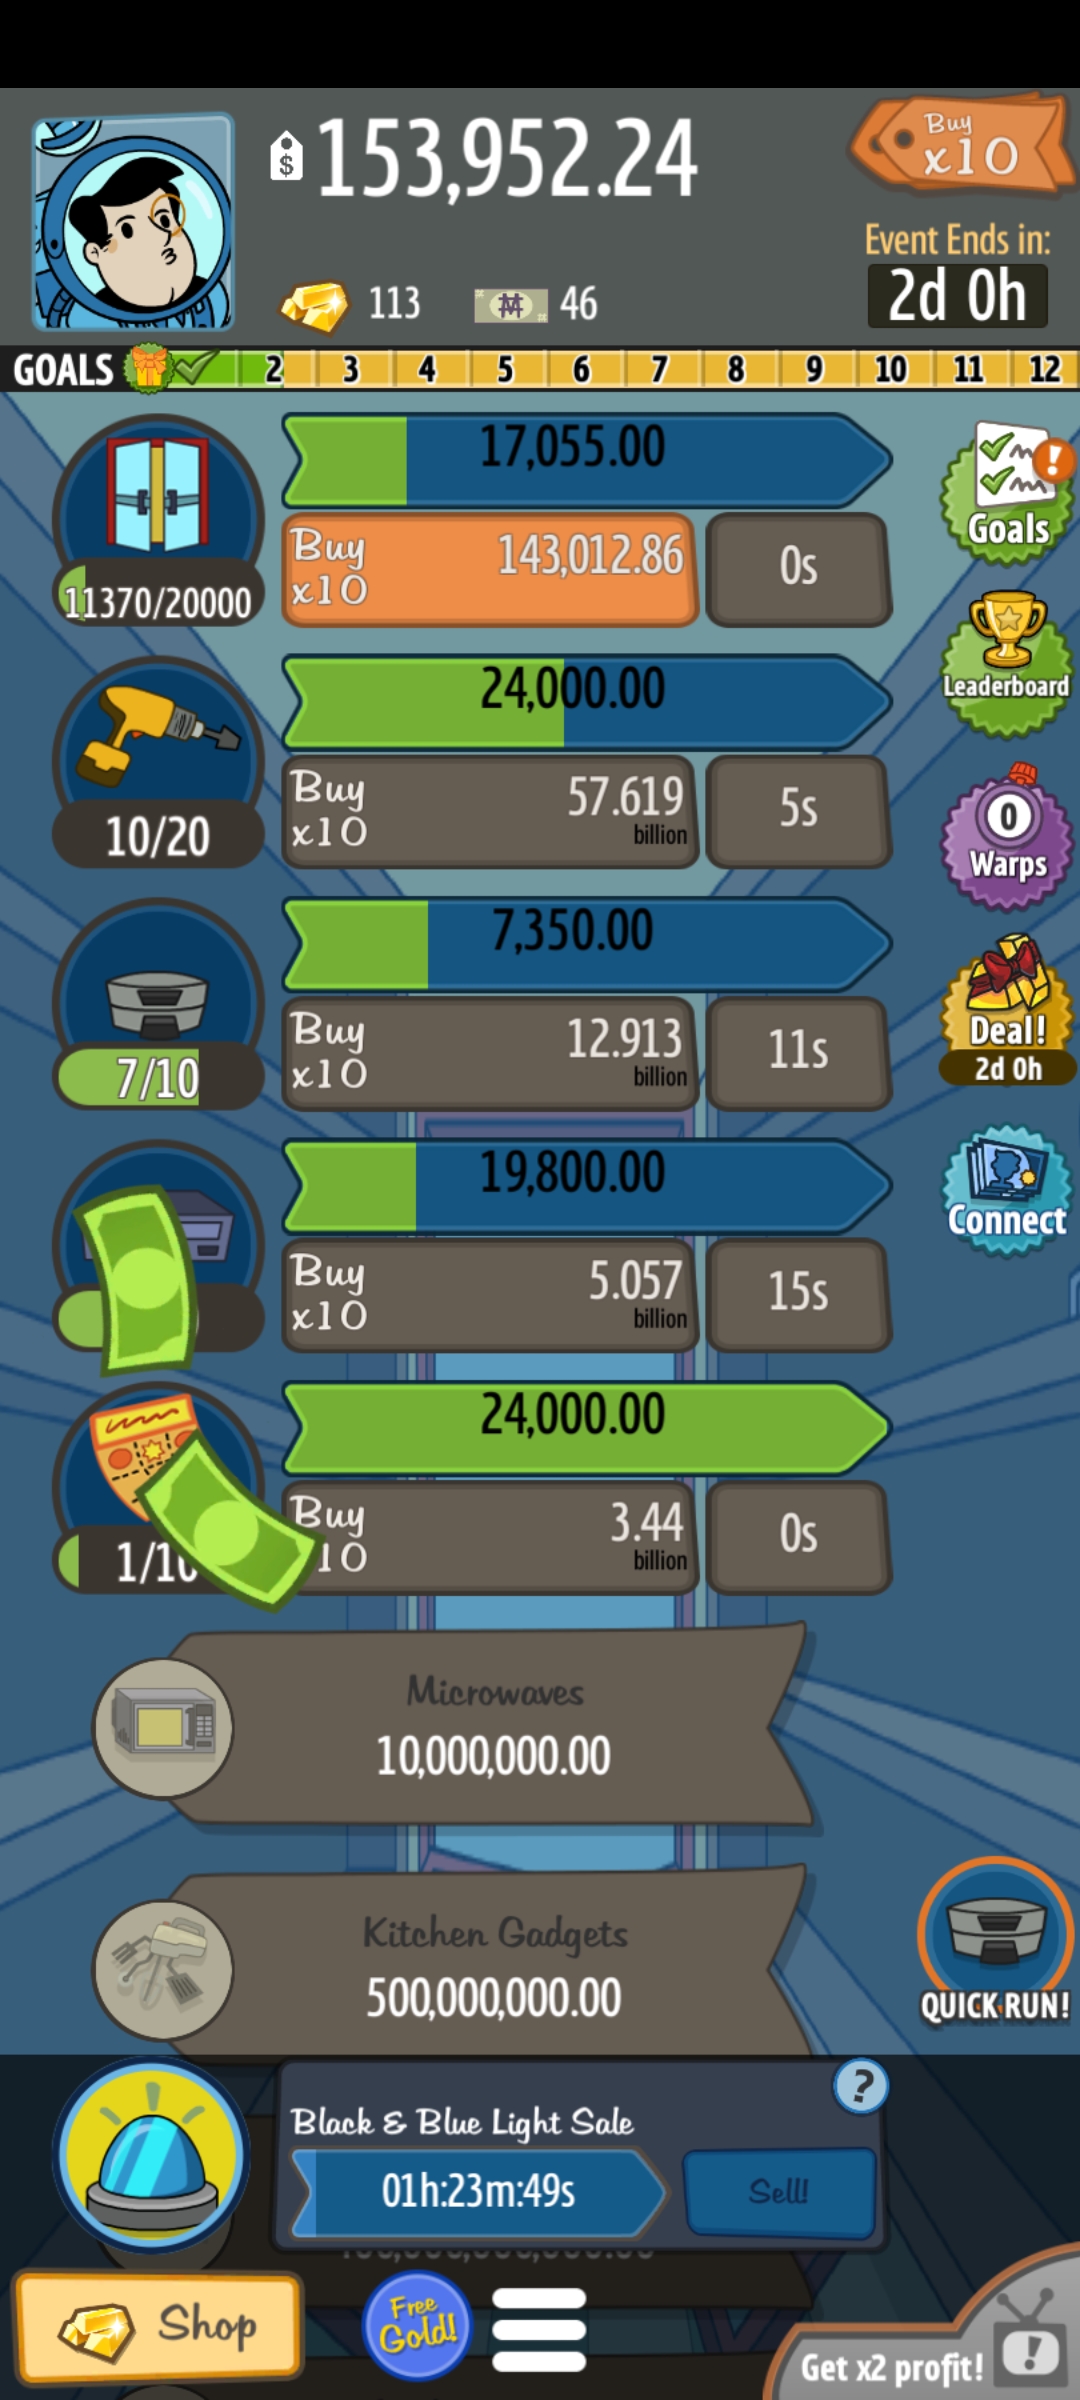 $ 153,952.24
Buy
x10
113
46
Event Ends in:
2d 0h
GOALS 2 3 4 5 6 7 8 9 10 11 12
17,055.00
Buy
x10
143,012.86
0s
11370/20000
Goals
24,000.00
Buy
x10
57.619
billion
5s
10/20
Leaderboard
0
Warps
7,350.00
Buy
x10
12.913
billion
11s
7/10
Deal!
2d 0h
19,800.00
Buy
x10
5.057
billion
15s
Connect
24,000.00
Buy
10
3.44
billion
0s
1/10
Microwaves
10,000,000.00
Kitchen Gadgets
500,000,000.00
QUICK RUN!
?
Black & Blue Light Sale
01h:23m:49s
Sell!
Shop
Free
Gold!
Get x2 profit!